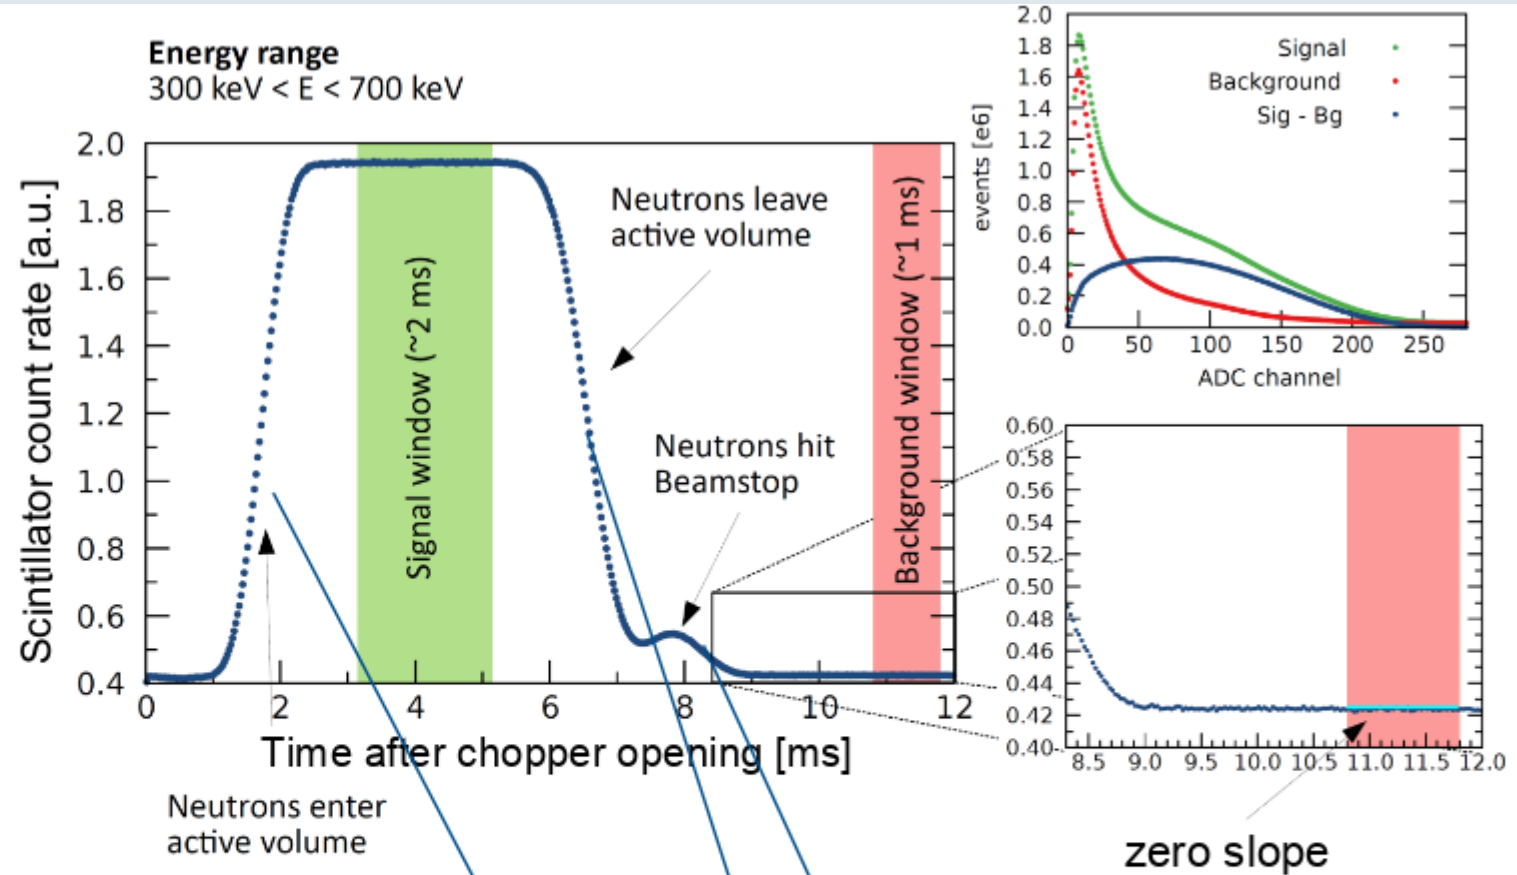 Energy range
300 keV < E < 700 keV
Scintillator count rate [a.u.]
2.0
1.8
1.6
1.4
1.2
1.0
0.8
0.6
0.4
0 2 4 6 8 10 12
Time after chopper opening [ms]
Signal window (~2 ms)
Background window (~1 ms)
Neutrons leave
active volume
Neutrons hit
Beamstop
Neutrons enter
active volume
events [e6]
2.0
1.8
1.6
1.4
1.2
1.0
0.8
0.6
0.4
0.2
0.0
Signal
Background
Sig - Bg
0 50 100 150 200 250
ADC channel
0.60
0.58
0.56
0.54
0.52
0.50
0.48
0.46
0.44
0.42
0.40
8.5 9.0 9.5 10.0 10.5 11.0 11.5 12.0
zero slope